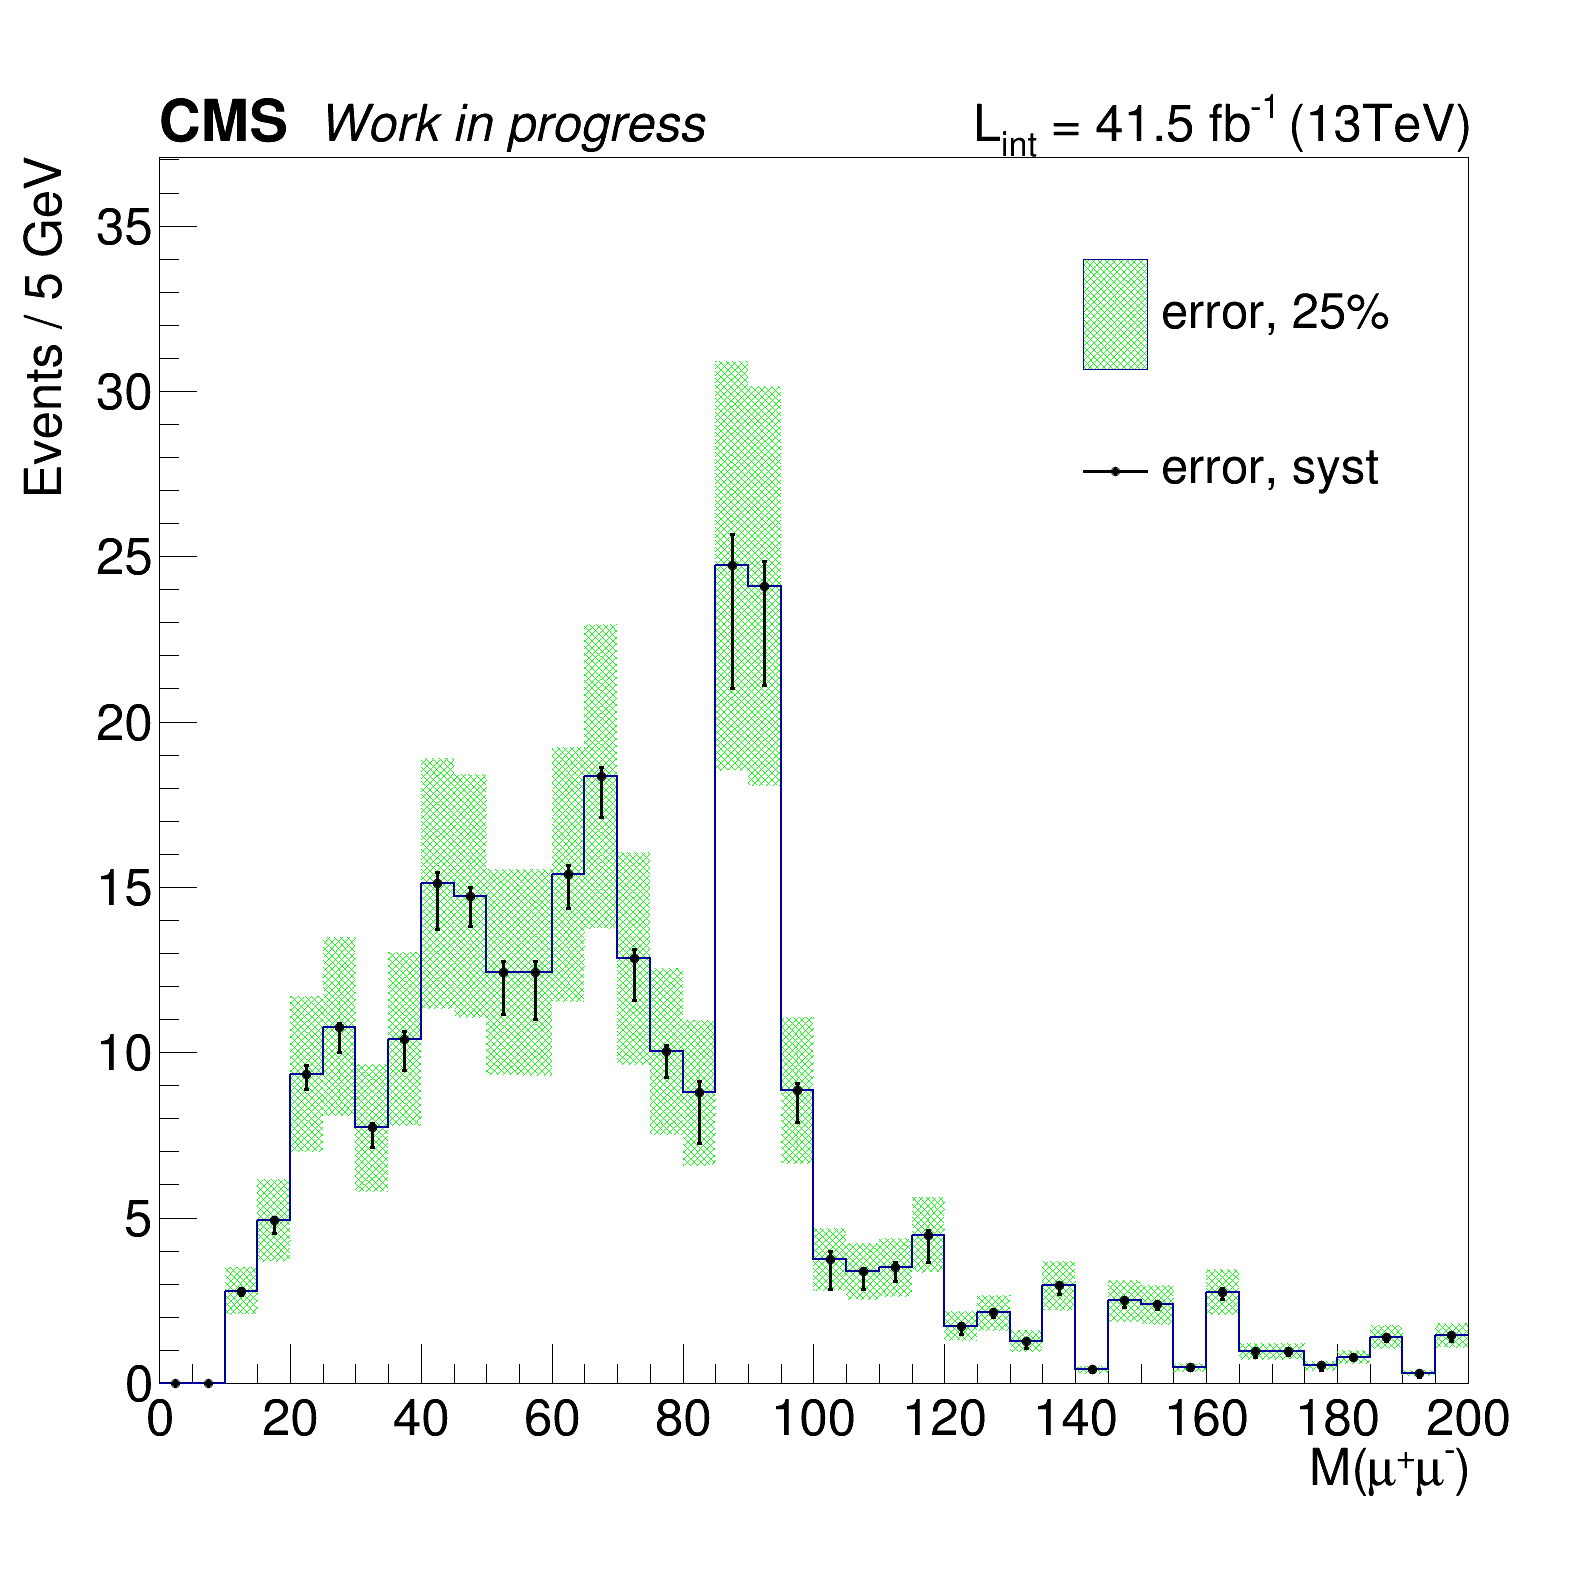 CMS Work in progress
L_int = 41.5 fb⁻¹ (13TeV)
Events / 5 GeV
35
30
25
20
15
10
5
0
error, 25%
error, syst
0 20 40 60 80 100 120 140 160 180 200
M(μ⁺μ⁻)